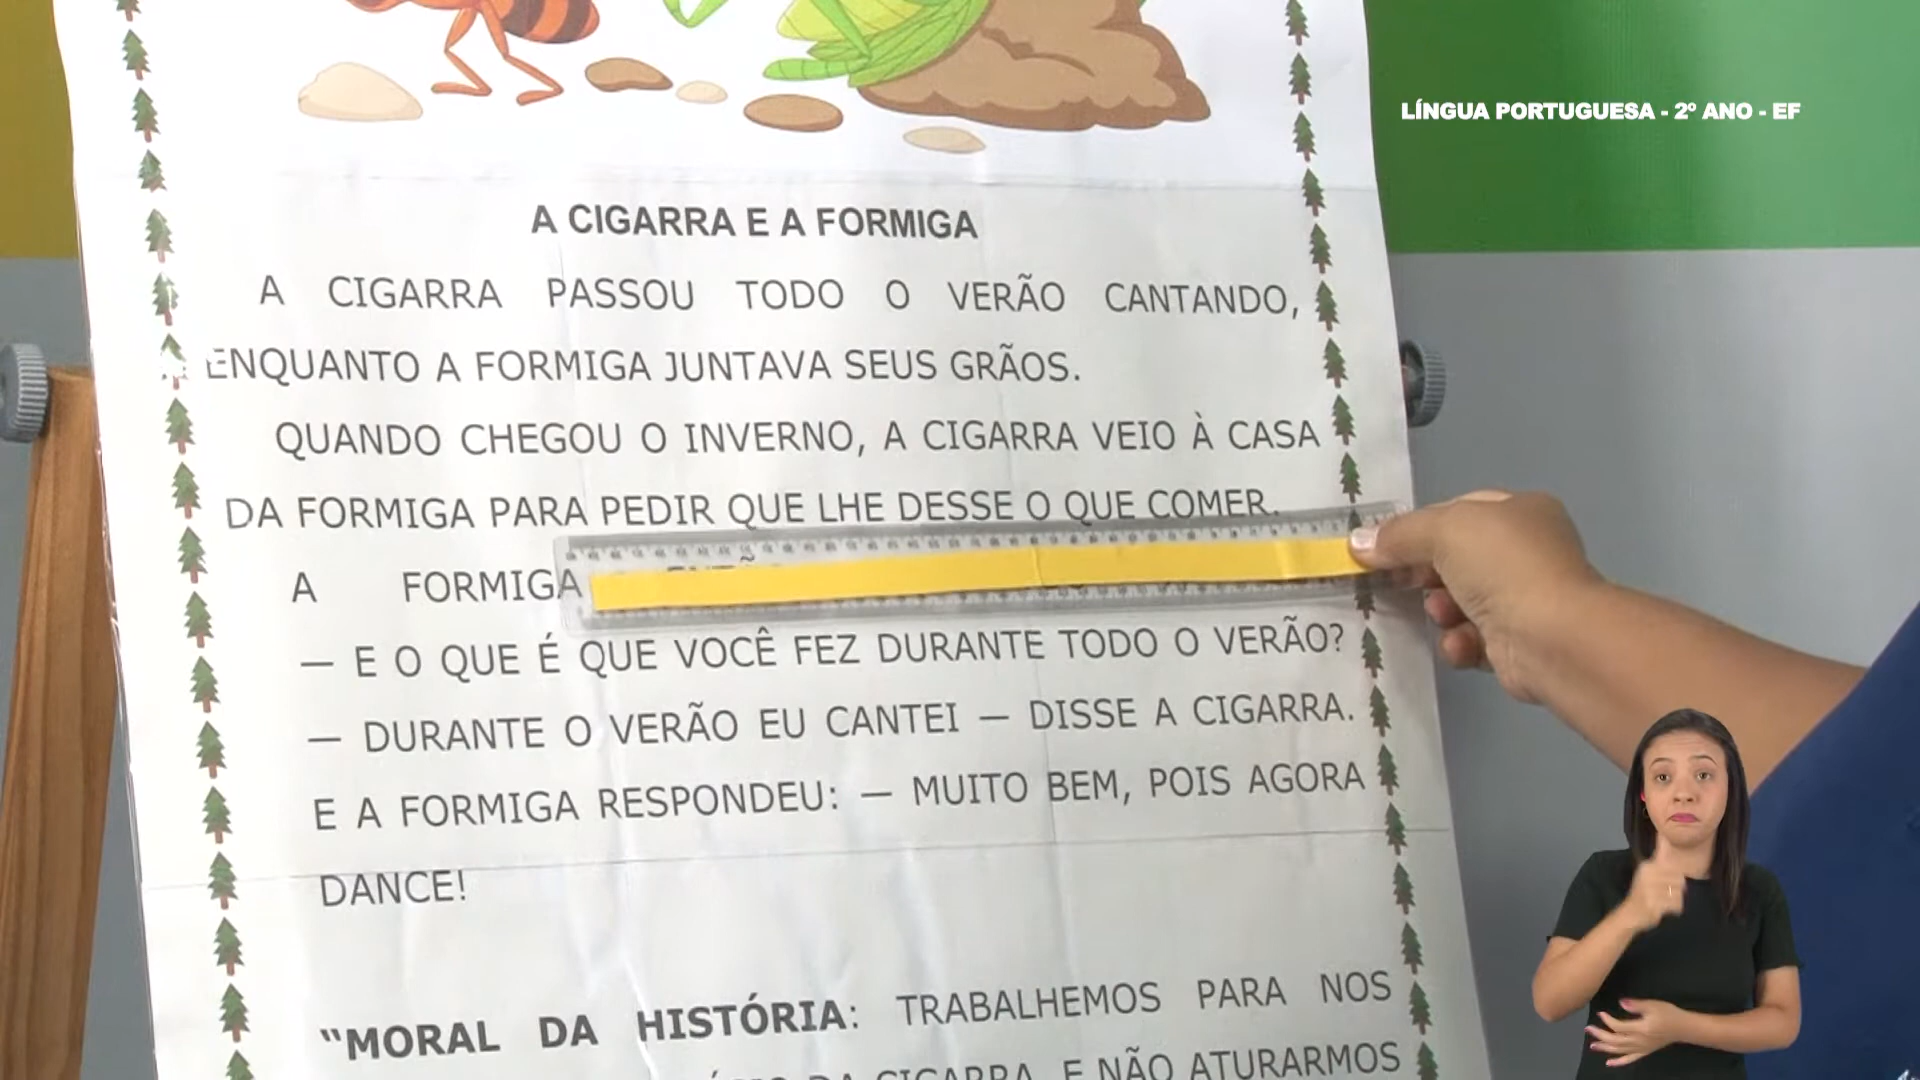 LÍNGUA PORTUGUESA - 2º ANO - EF
A CIGARRA E A FORMIGA
A CIGARRA PASSOU TODO O VERÃO CANTANDO,
ENQUANTO A FORMIGA JUNTAVA SEUS GRÃOS.
QUANDO CHEGOU O INVERNO, A CIGARRA VEIO À CASA
DA FORMIGA PARA PEDIR QUE LHE DESSE O QUE COMER.
A FORMIGA
— E O QUE É QUE VOCÊ FEZ DURANTE TODO O VERÃO?
— DURANTE O VERÃO EU CANTEI — DISSE A CIGARRA.
E A FORMIGA RESPONDEU: — MUITO BEM, POIS AGORA
DANCE!
"MORAL DA HISTÓRIA: TRABALHEMOS PARA NOS
DA CIGARRA, E NÃO ATURARMOS